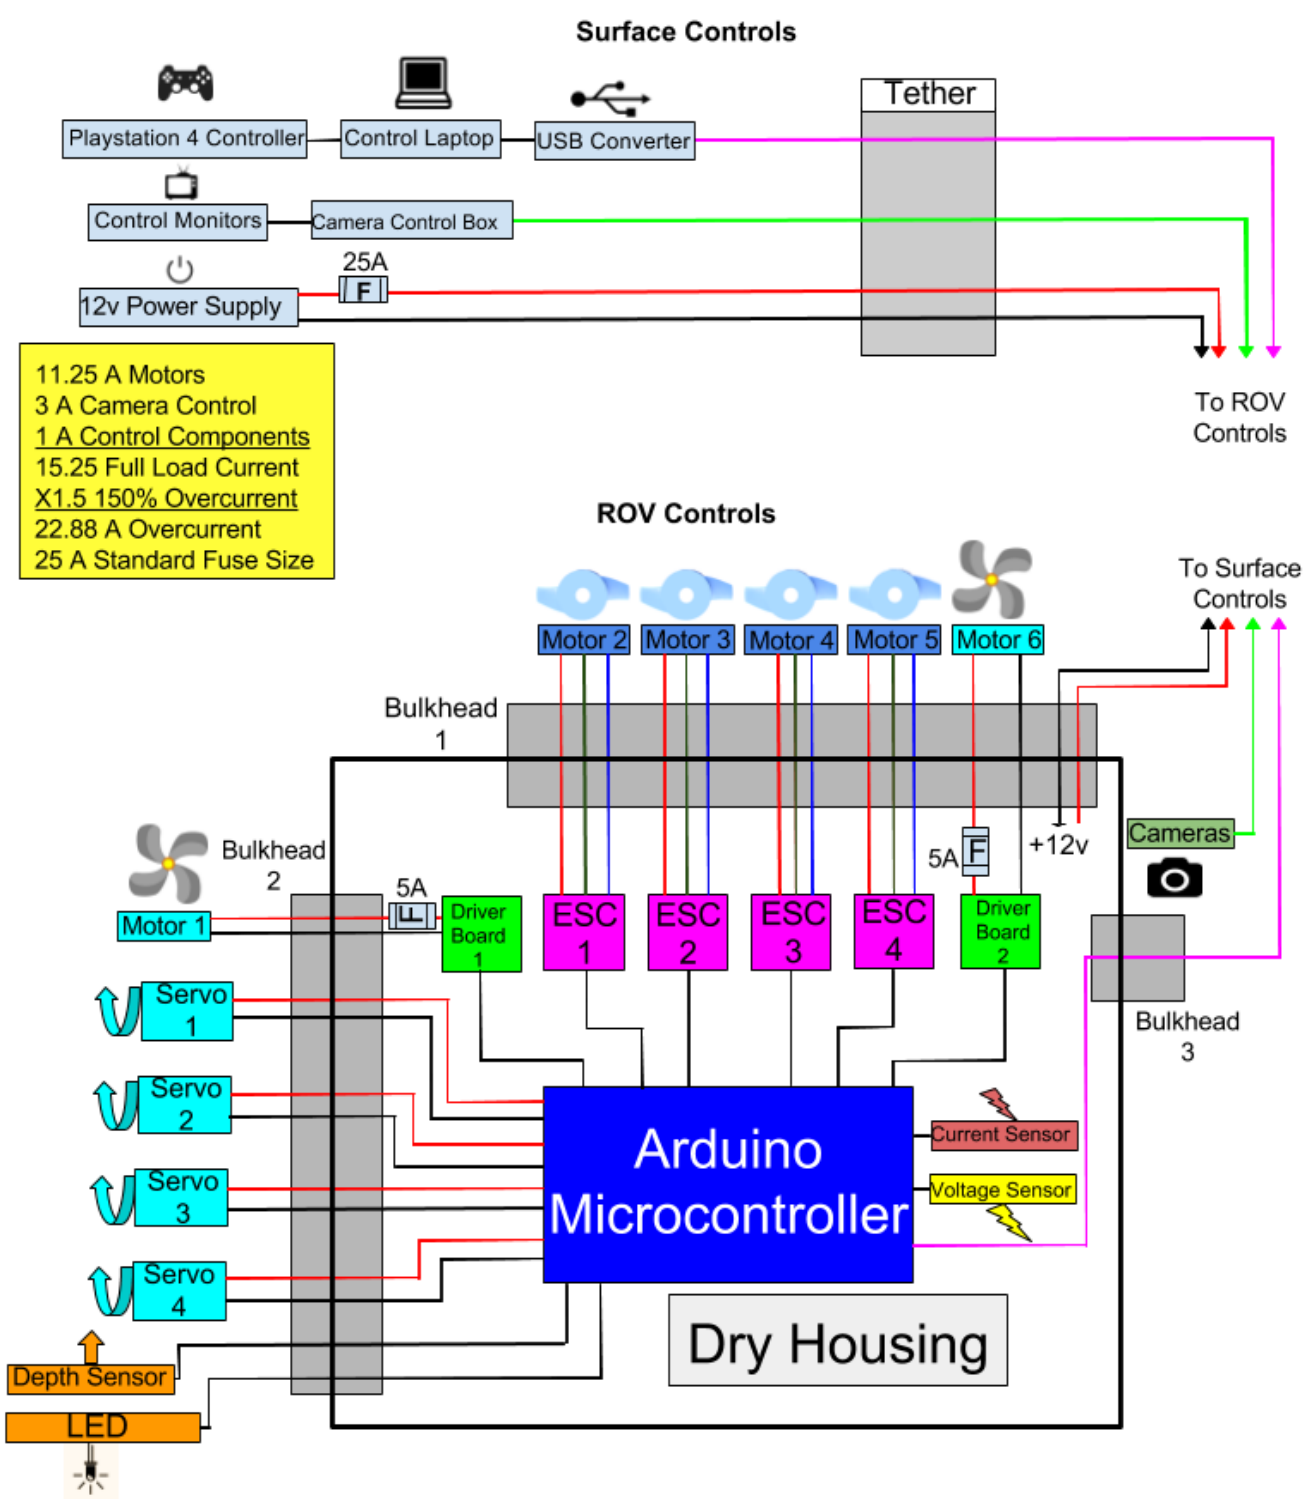 Surface Controls
Tether
Playstation 4 Controller
Control Laptop
USB Converter
Control Monitors
Camera Control Box
25A
F
12v Power Supply
11.25 A Motors
3 A Camera Control
1 A Control Components
15.25 Full Load Current
X1.5 150% Overcurrent
22.88 A Overcurrent
25 A Standard Fuse Size
To ROV
Controls
ROV Controls
To Surface
Controls
Motor 2
Motor 3
Motor 4
Motor 5
Motor 6
Bulkhead
1
+12v
Cameras
5A
F
Bulkhead
2
5A
F
Motor 1
Driver
Board
1
ESC
1
ESC
2
ESC
3
ESC
4
Driver
Board
2
Servo
1
Bulkhead
3
Servo
2
Arduino
Microcontroller
Current Sensor
Voltage Sensor
Servo
3
Servo
4
Dry Housing
Depth Sensor
LED